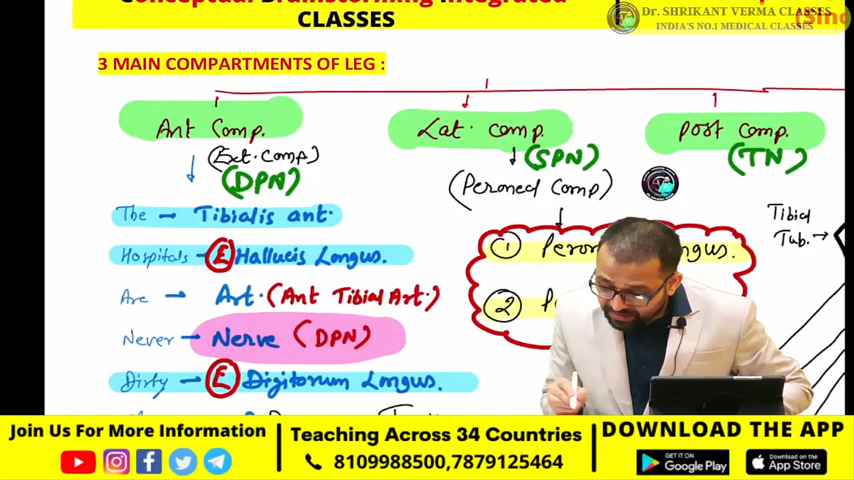 Conceptual Brainstorming Integrated
CLASSES
Dr. SHRIKANT VERMA CLASSES
INDIA'S NO.1 MEDICAL CLASSES
3 MAIN COMPARTMENTS OF LEG :
Ant Comp.
(Ext. Comp)
(DPN)
The → Tibialis ant.
Hospitals → E Hallucis Longus.
Are → Art. (Ant Tibial Art.)
Never → Nerve (DPN)
Dirty → E Digitorum Longus.
Lat. comp.
(SPN)
(Peroneal Comp)
1
2
Post Comp.
(TN)
Tibial
Tub. →
Join Us For More Information
Teaching Across 34 Countries
8109988500,7879125464
DOWNLOAD THE APP
GET IT ON
Google Play
Download on the
App Store